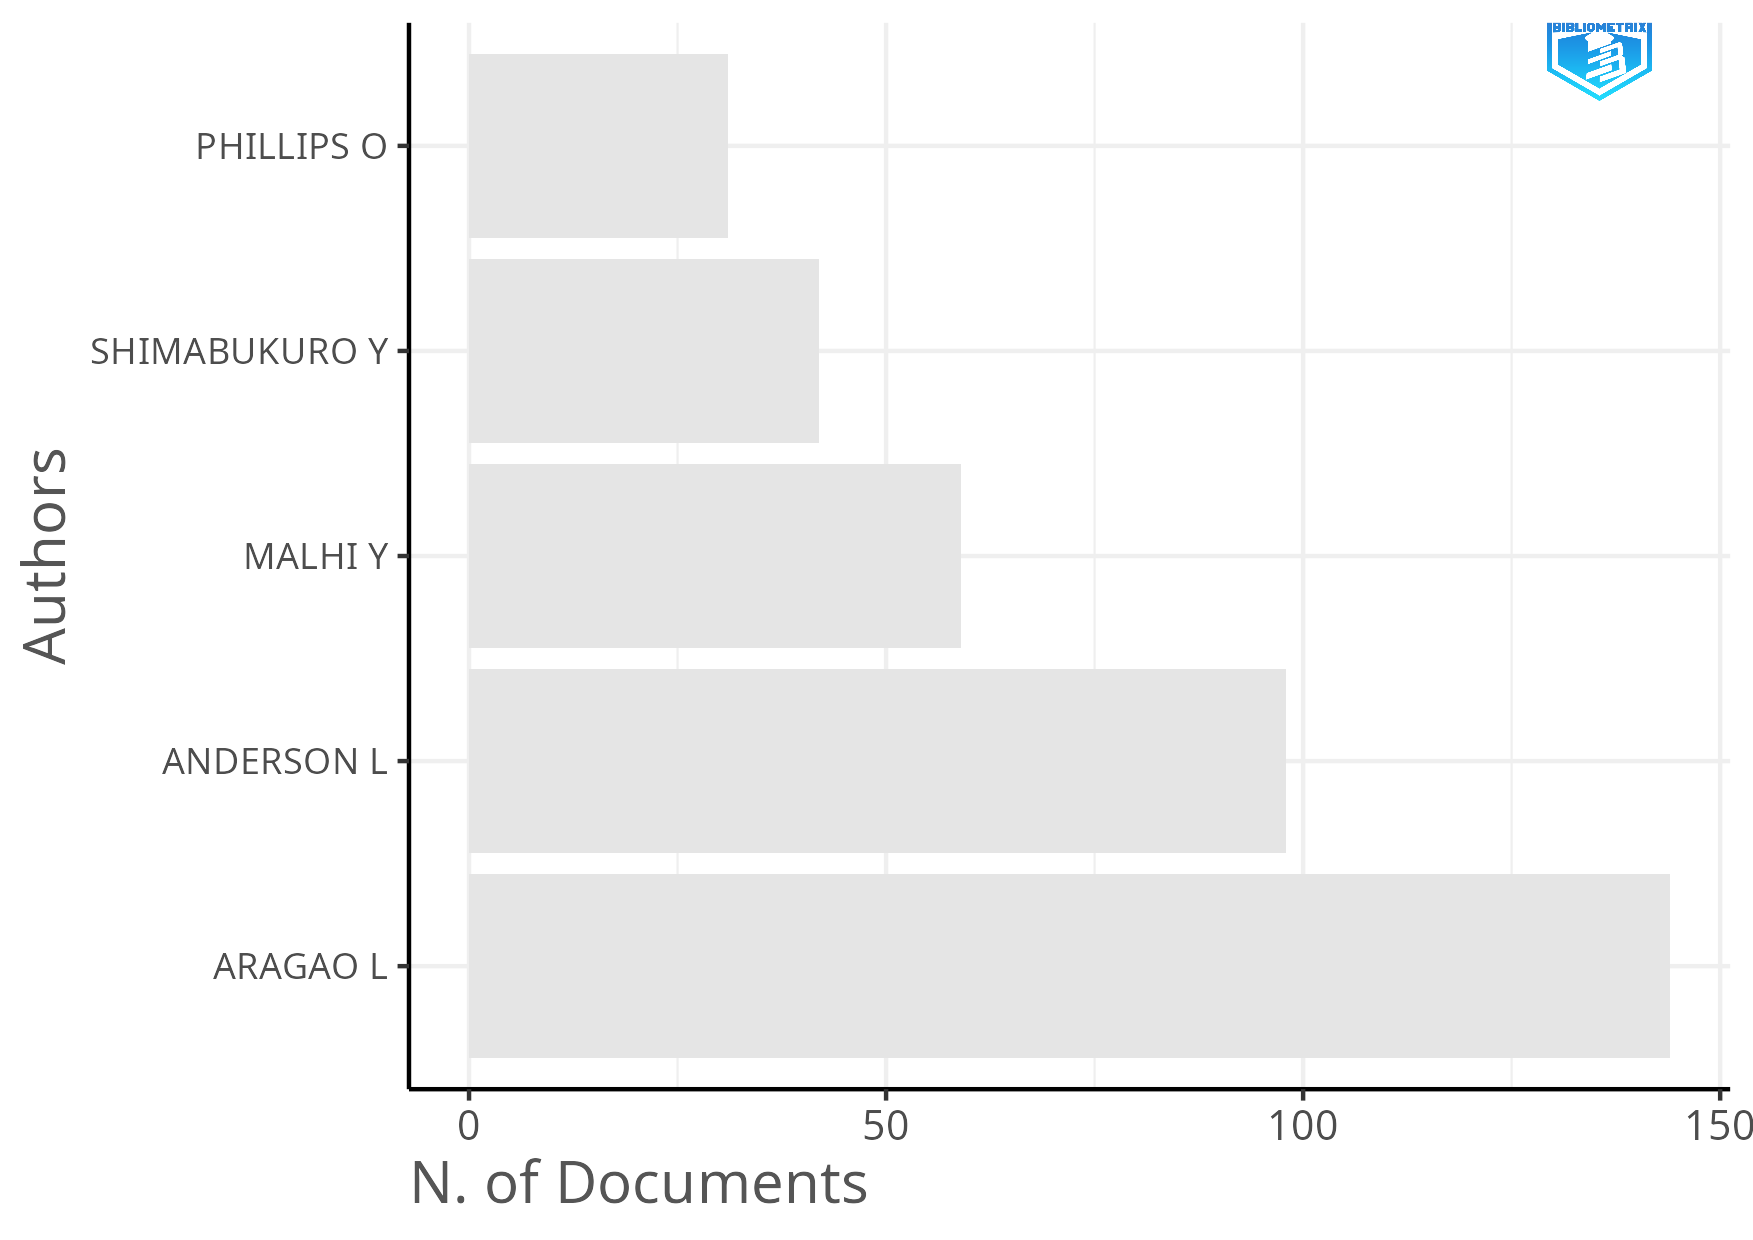 BIBLIOMETRIX
PHILLIPS O
SHIMABUKURO Y
MALHI Y
ANDERSON L
ARAGAO L
Authors
0 50 100 150
N. of Documents